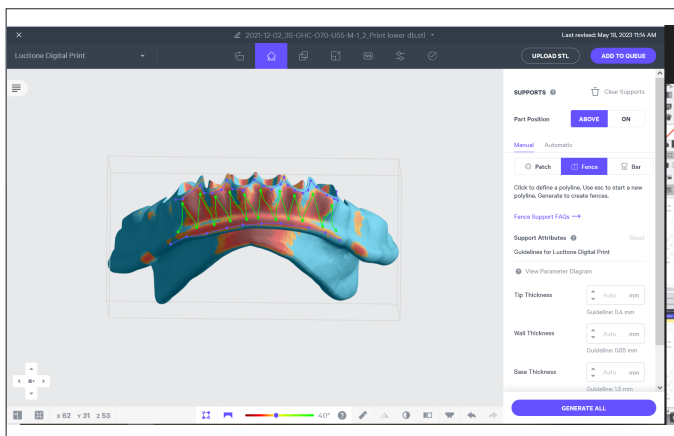 2021-12-02_3S-GHC-O70-U55-M-1_2_Print lower db.stl
Last revised: May 18, 2023 11:14 AM
Lucitone Digital Print
UPLOAD STL
ADD TO QUEUE
SUPPORTS
Clear Supports
Part Position
ABOVE
ON
Manual
Automatic
Patch
Fence
Bar
Click to define a polyline. Use esc to start a new
polyline. Generate to create fences.
Fence Support FAQs →
Support Attributes
Reset
Guidelines for Lucitone Digital Print
View Parameter Diagram
Tip Thickness
Auto mm
Guideline: 0.4 mm
Wall Thickness
Auto mm
Guideline: 0.65 mm
Base Thickness
Auto mm
Guideline: 1.5 mm
GENERATE ALL
x 62 Y 31 z 53
40°